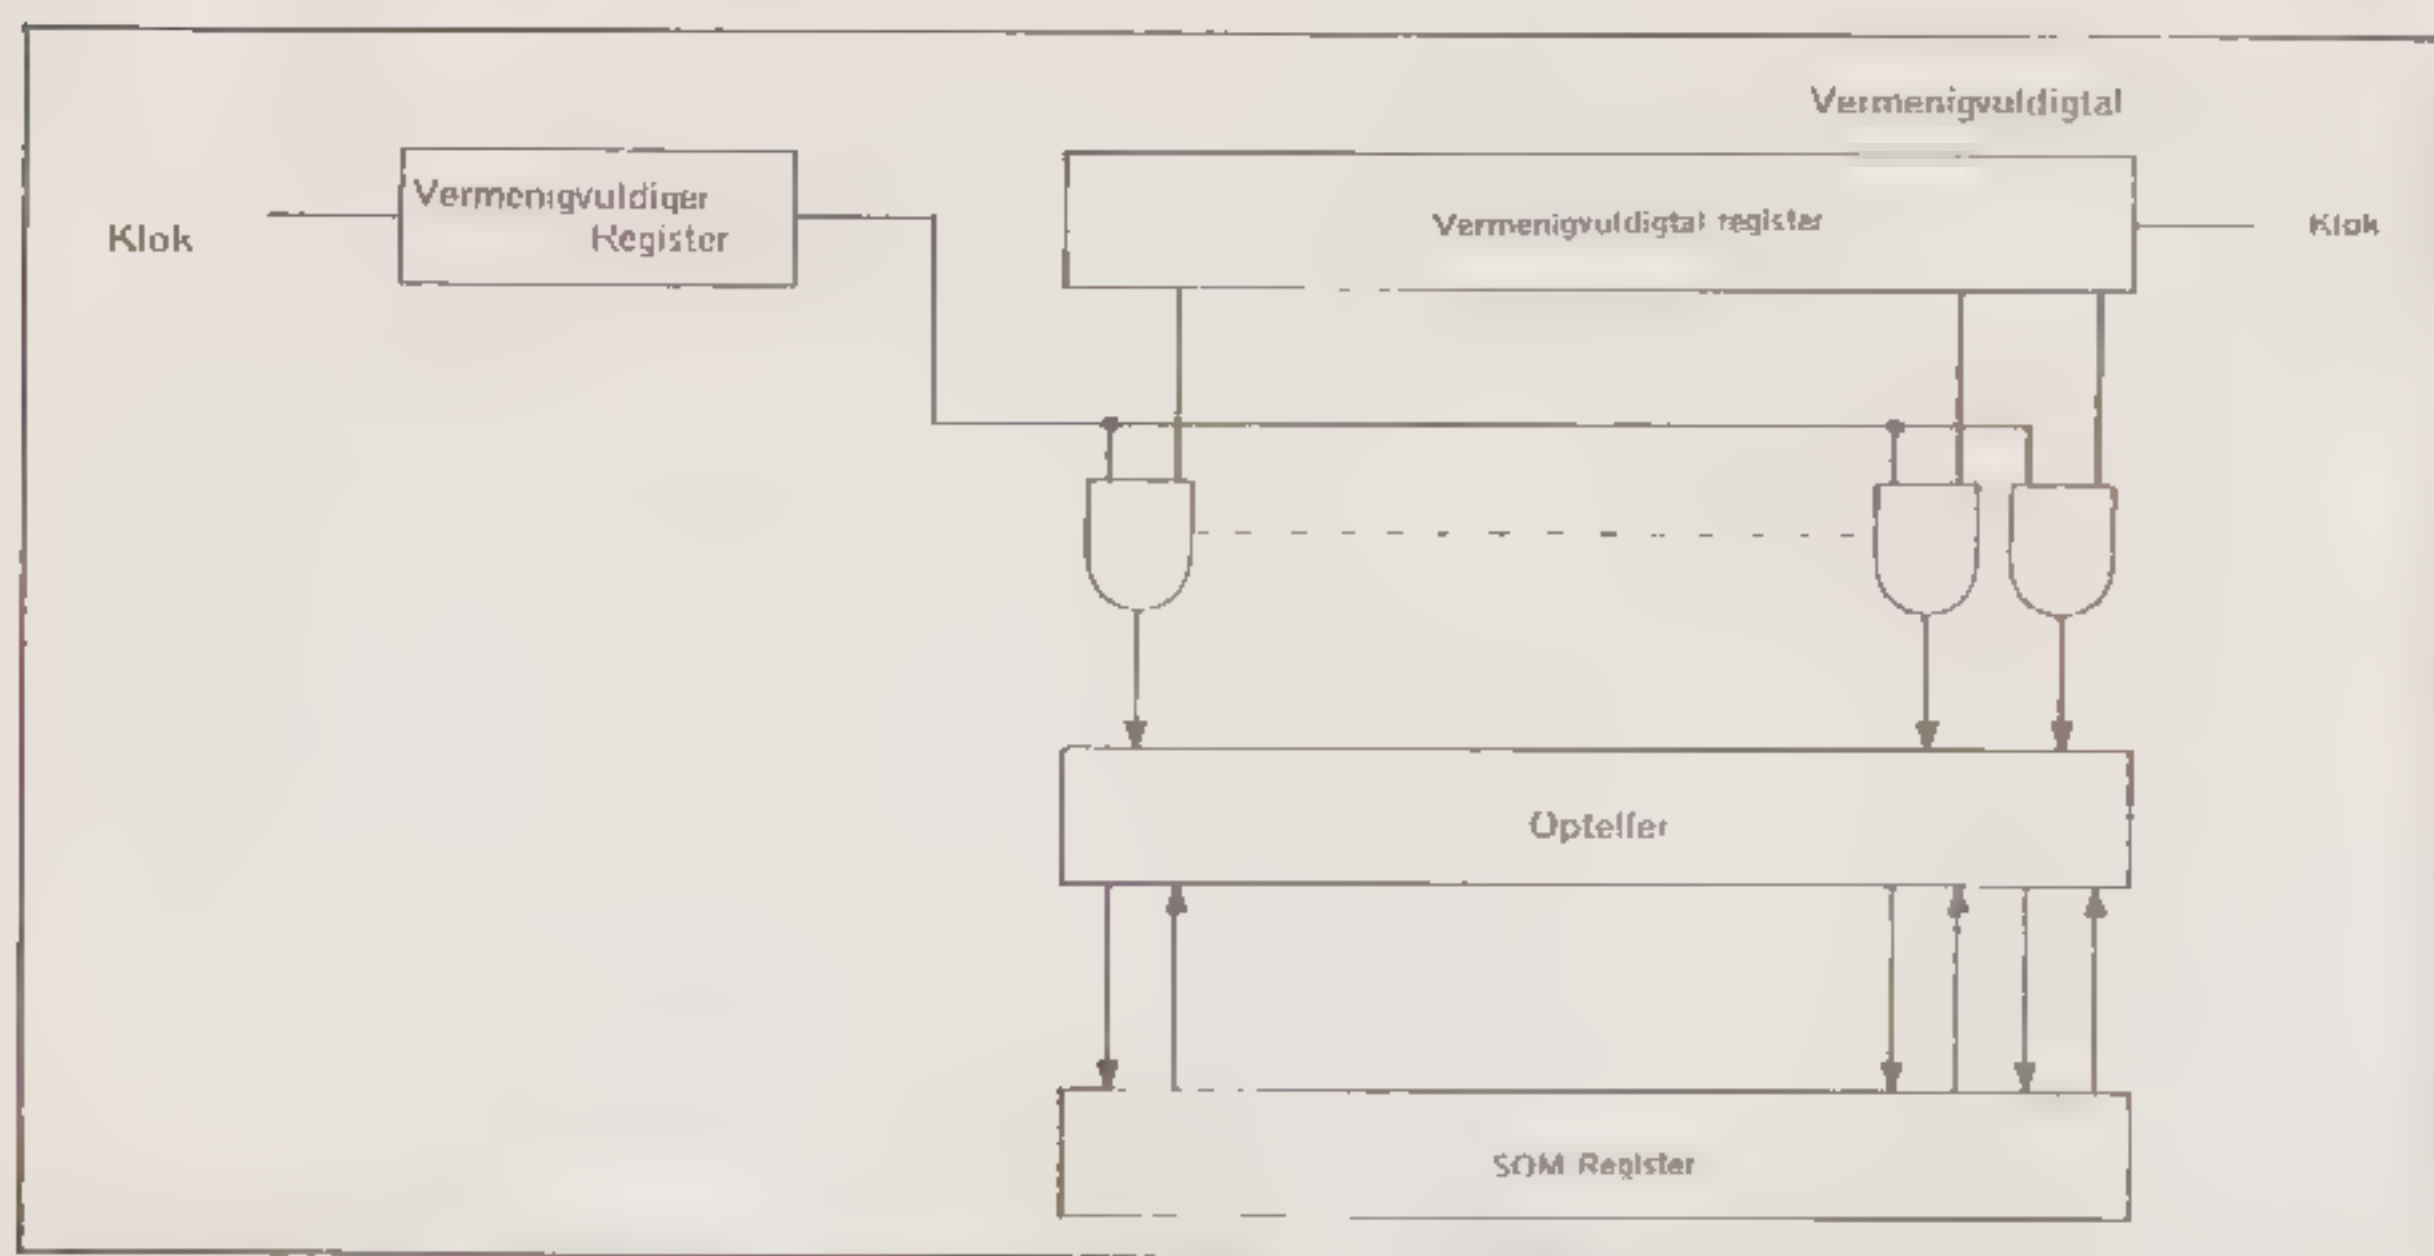 Vermenigvuldigtal
Klok
Vermenigvuldiger
Register
Vermenigvuldigtal register
Klok
Opteller
SOM Register